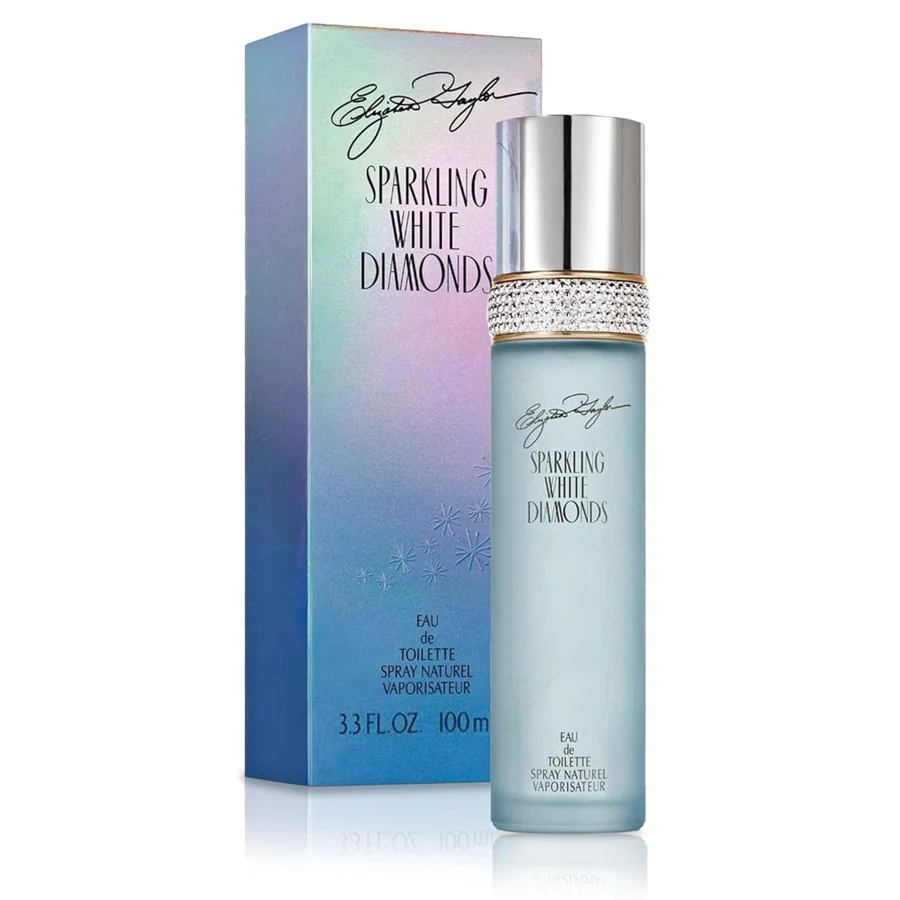 Elizabeth Taylor
SPARKLING
WHITE
DIAMONDS
EAU
de
TOILETTE
SPRAY NATUREL
VAPORISATEUR
3.3 FL.OZ. 100 m
Elizabeth Taylor
SPARKLING
WHITE
DIAMONDS
EAU
de
TOILETTE
SPRAY NATUREL
VAPORISATEUR